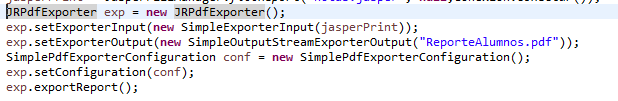 JRPdfExporter exp = new JRPdfExporter();
exp.setExporterInput(new SimpleExporterInput(jasperPrint));
exp.setExporterOutput(new SimpleOutputStreamExporterOutput("ReporteAlumnos.pdf"));
SimplePdfExporterConfiguration conf = new SimplePdfExporterConfiguration();
exp.setConfiguration(conf);
exp.exportReport();